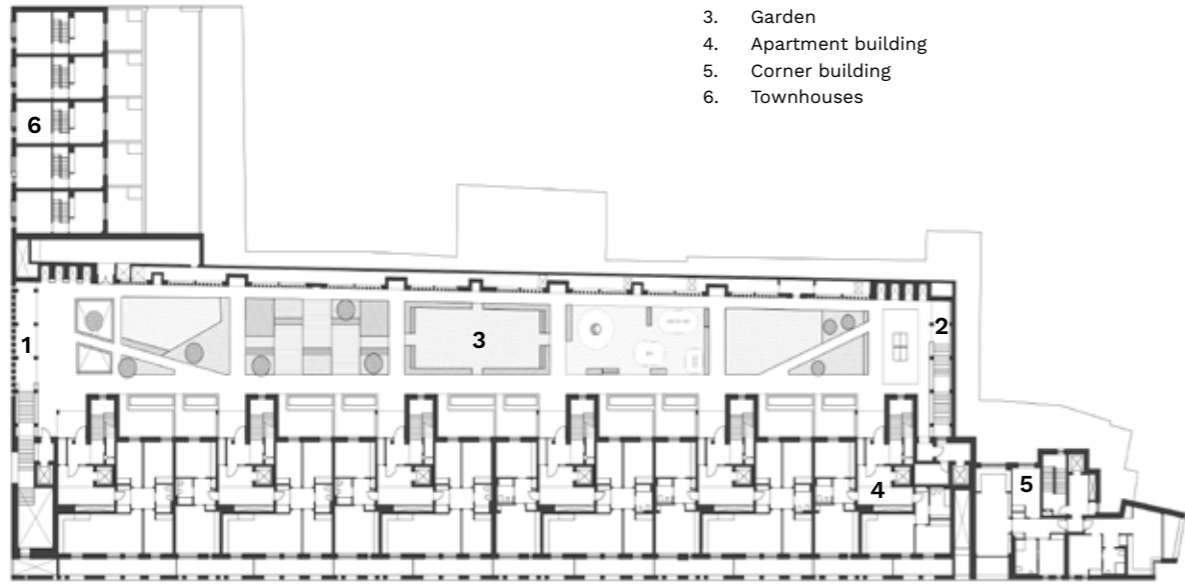 3. Garden
4. Apartment building
5. Corner building
6. Townhouses
6
1
3
2
4
5